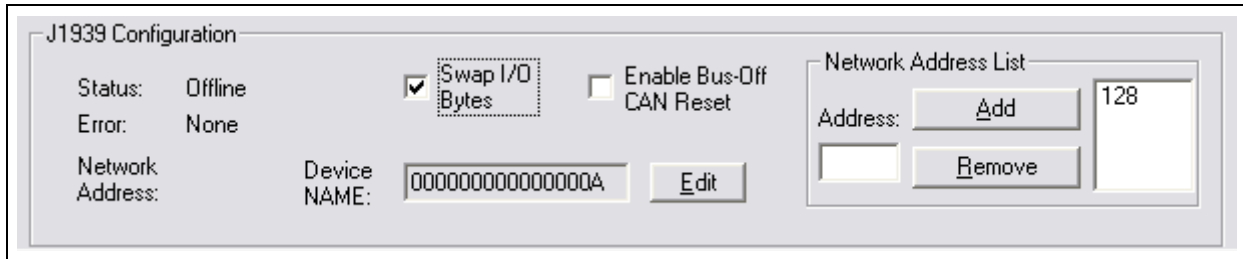 J1939 Configuration
Status: Offline
Swap I/O
Bytes
Enable Bus-Off
CAN Reset
Error: None
Network
Address:
Device
NAME:
000000000000000A
Edit
Network Address List
Address:
Add
Remove
128